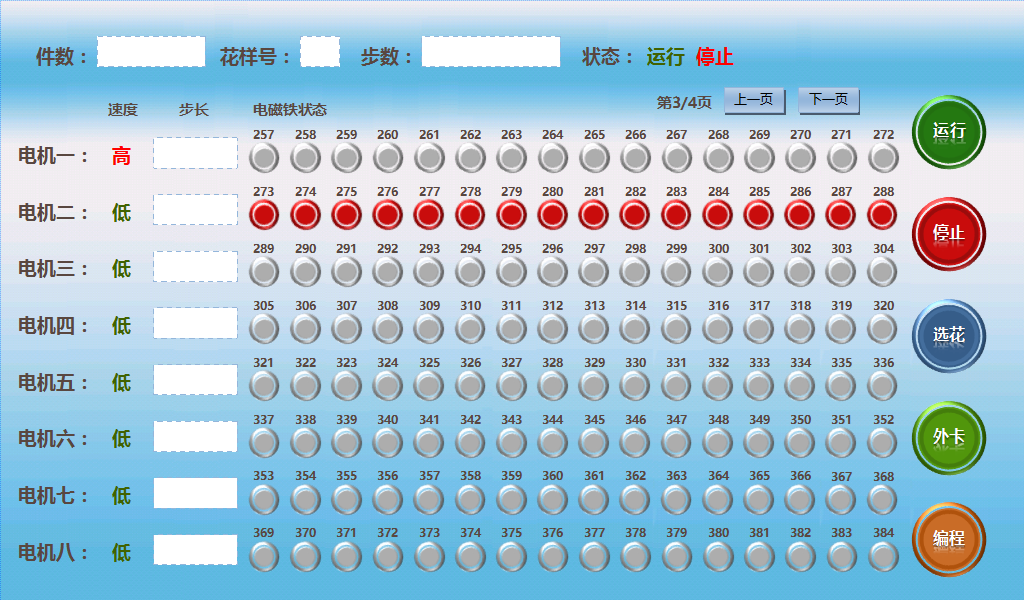 件数： 花样号： 步数： 状态： 运行 停止
速度 步长 电磁铁状态 第3/4页 上一页 下一页
257 258 259 260 261 262 263 264 265 266 267 268 269 270 271 272
电机一： 高
运行
273 274 275 276 277 278 279 280 281 282 283 284 285 286 287 288
电机二： 低
停止
289 290 291 292 293 294 295 296 297 298 299 300 301 302 303 304
电机三： 低
305 306 307 308 309 310 311 312 313 314 315 316 317 318 319 320
电机四： 低
选花
321 322 323 324 325 326 327 328 329 330 331 332 333 334 335 336
电机五： 低
337 338 339 340 341 342 343 344 345 346 347 348 349 350 351 352
电机六： 低
外卡
353 354 355 356 357 358 359 360 361 362 363 364 365 366 367 368
电机七： 低
369 370 371 372 373 374 375 376 377 378 379 380 381 382 383 384
电机八： 低
编程